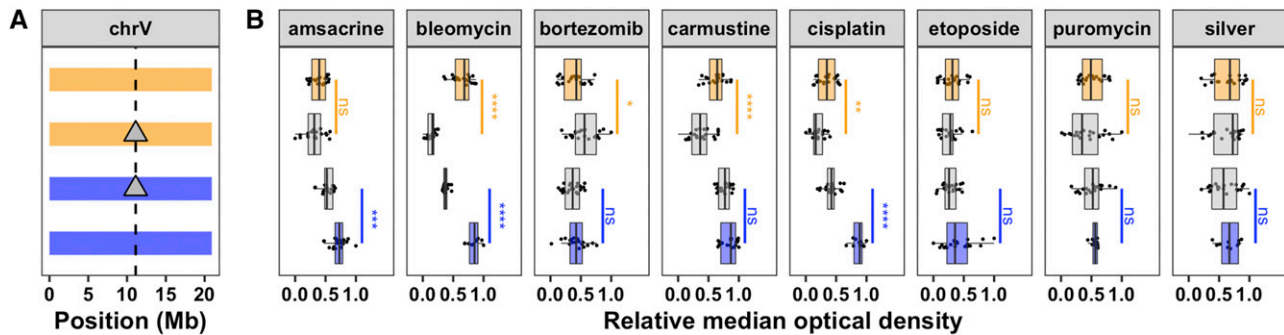 A
chrV
0 5 10 15 20
Position (Mb)
B
amsacrine bleomycin bortezomib carmustine cisplatin etoposide puromycin silver
ns **** * **** ** ns ns ns
*** **** ns ns **** ns ns ns
0.0 0.5 1.0 0.0 0.5 1.0 0.0 0.5 1.0 0.0 0.5 1.0 0.0 0.5 1.0 0.0 0.5 1.0 0.0 0.5 1.0 0.0 0.5 1.0
Relative median optical density